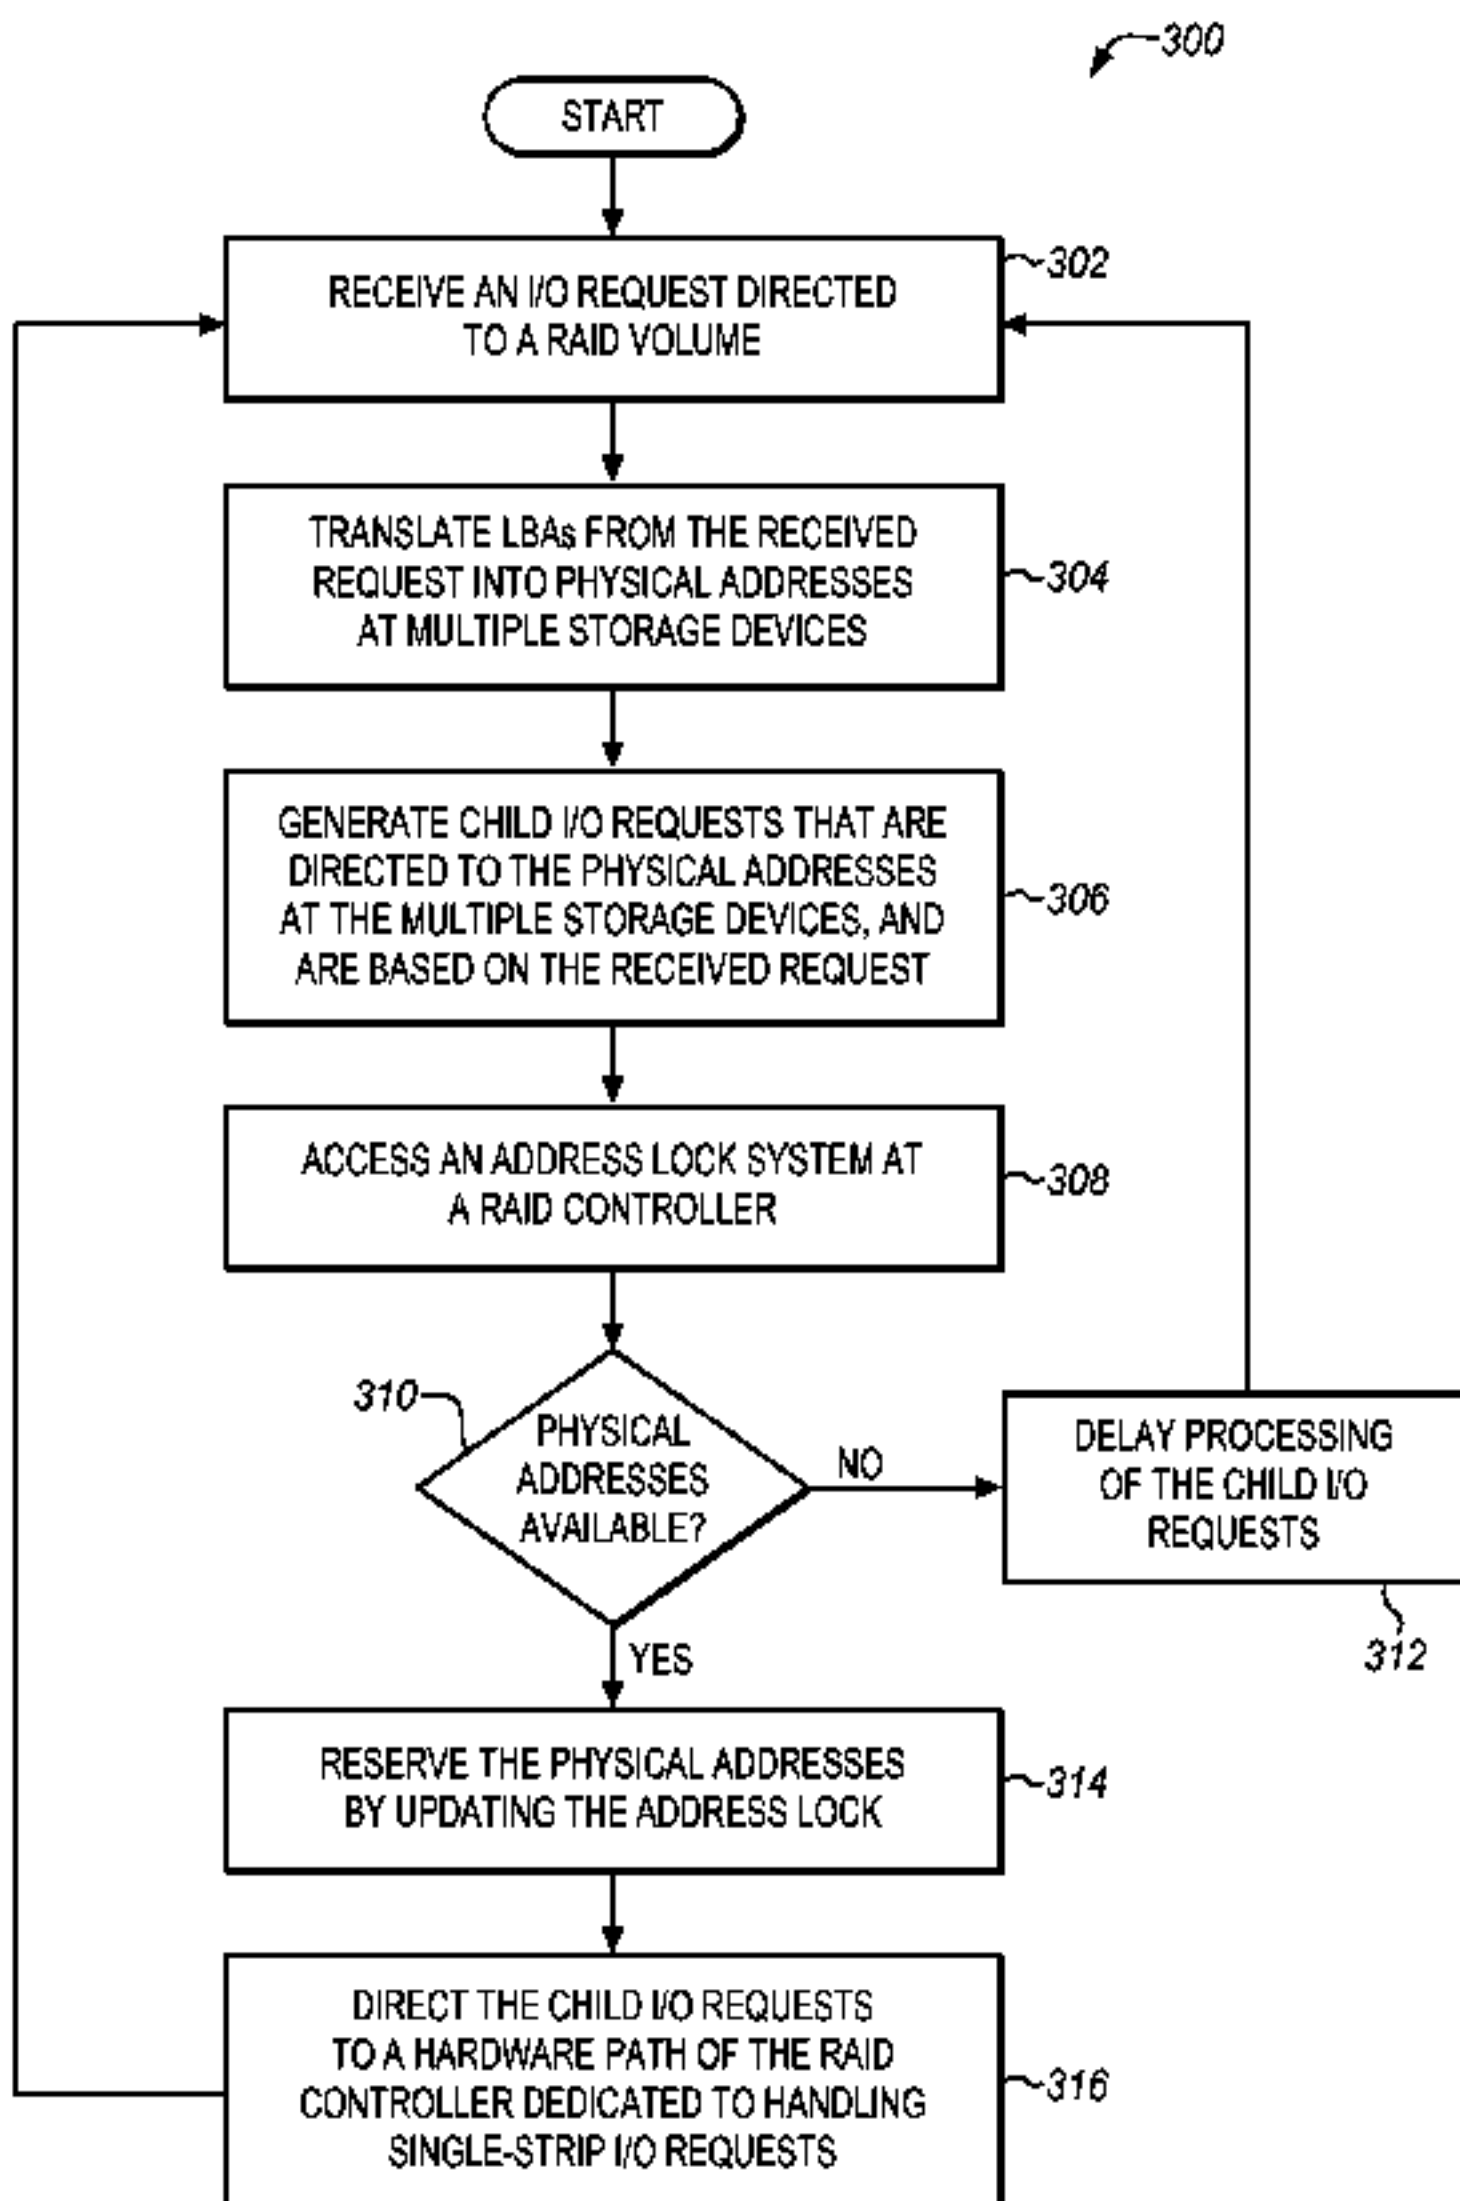 300
START
RECEIVE AN I/O REQUEST DIRECTED
TO A RAID VOLUME
302
TRANSLATE LBAs FROM THE RECEIVED
REQUEST INTO PHYSICAL ADDRESSES
AT MULTIPLE STORAGE DEVICES
304
GENERATE CHILD I/O REQUESTS THAT ARE
DIRECTED TO THE PHYSICAL ADDRESSES
AT THE MULTIPLE STORAGE DEVICES, AND
ARE BASED ON THE RECEIVED REQUEST
306
ACCESS AN ADDRESS LOCK SYSTEM AT
A RAID CONTROLLER
308
310
PHYSICAL
ADDRESSES
AVAILABLE?
NO
DELAY PROCESSING
OF THE CHILD I/O
REQUESTS
312
YES
RESERVE THE PHYSICAL ADDRESSES
BY UPDATING THE ADDRESS LOCK
314
DIRECT THE CHILD I/O REQUESTS
TO A HARDWARE PATH OF THE RAID
CONTROLLER DEDICATED TO HANDLING
SINGLE-STRIP I/O REQUESTS
316